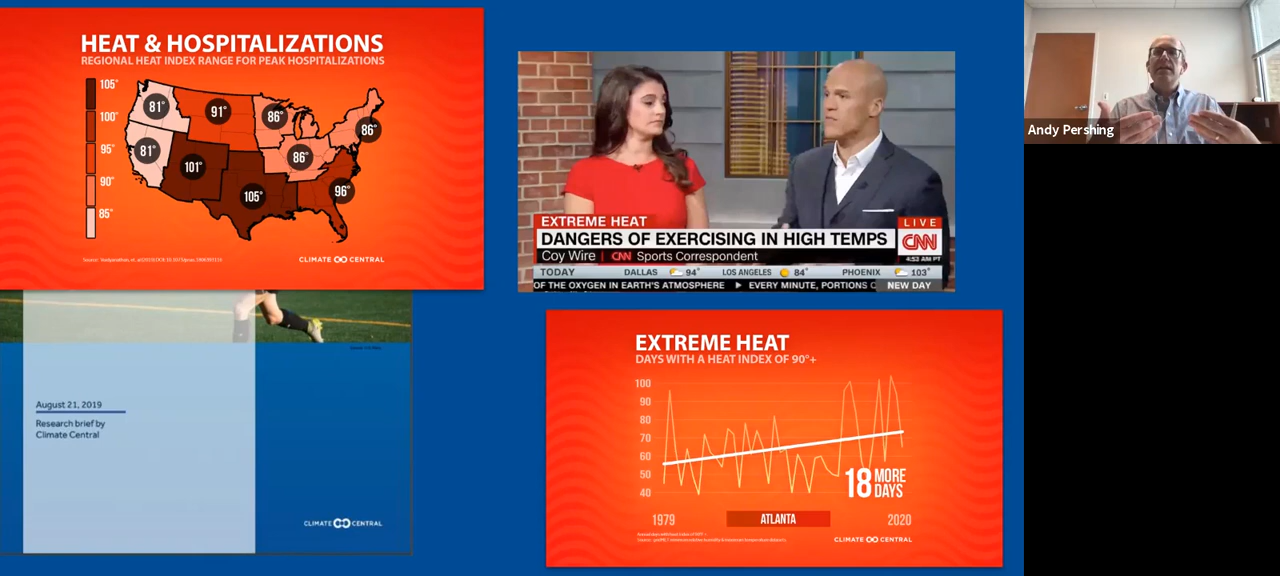 HEAT & HOSPITALIZATIONS
REGIONAL HEAT INDEX RANGE FOR PEAK HOSPITALIZATIONS
105°
100°
95°
90°
85°
81°
91°
86°
86°
81°
86°
101°
105°
96°
CLIMATE CENTRAL
August 21, 2019
Research brief by
Climate Central
CLIMATE CENTRAL
EXTREME HEAT
DANGERS OF EXERCISING IN HIGH TEMPS
Coy Wire | CNN Sports Correspondent
LIVE
CNN
4:53 AM PT
TODAY DALLAS 94° LOS ANGELES 84° PHOENIX 103°
OF THE OXYGEN IN EARTH'S ATMOSPHERE ▶ EVERY MINUTE, PORTIONS O
NEW DAY
EXTREME HEAT
DAYS WITH A HEAT INDEX OF 90°+
100
90
80
70
60
50
40
18 MORE DAYS
1979
ATLANTA
2020
CLIMATE CENTRAL
Andy Pershing